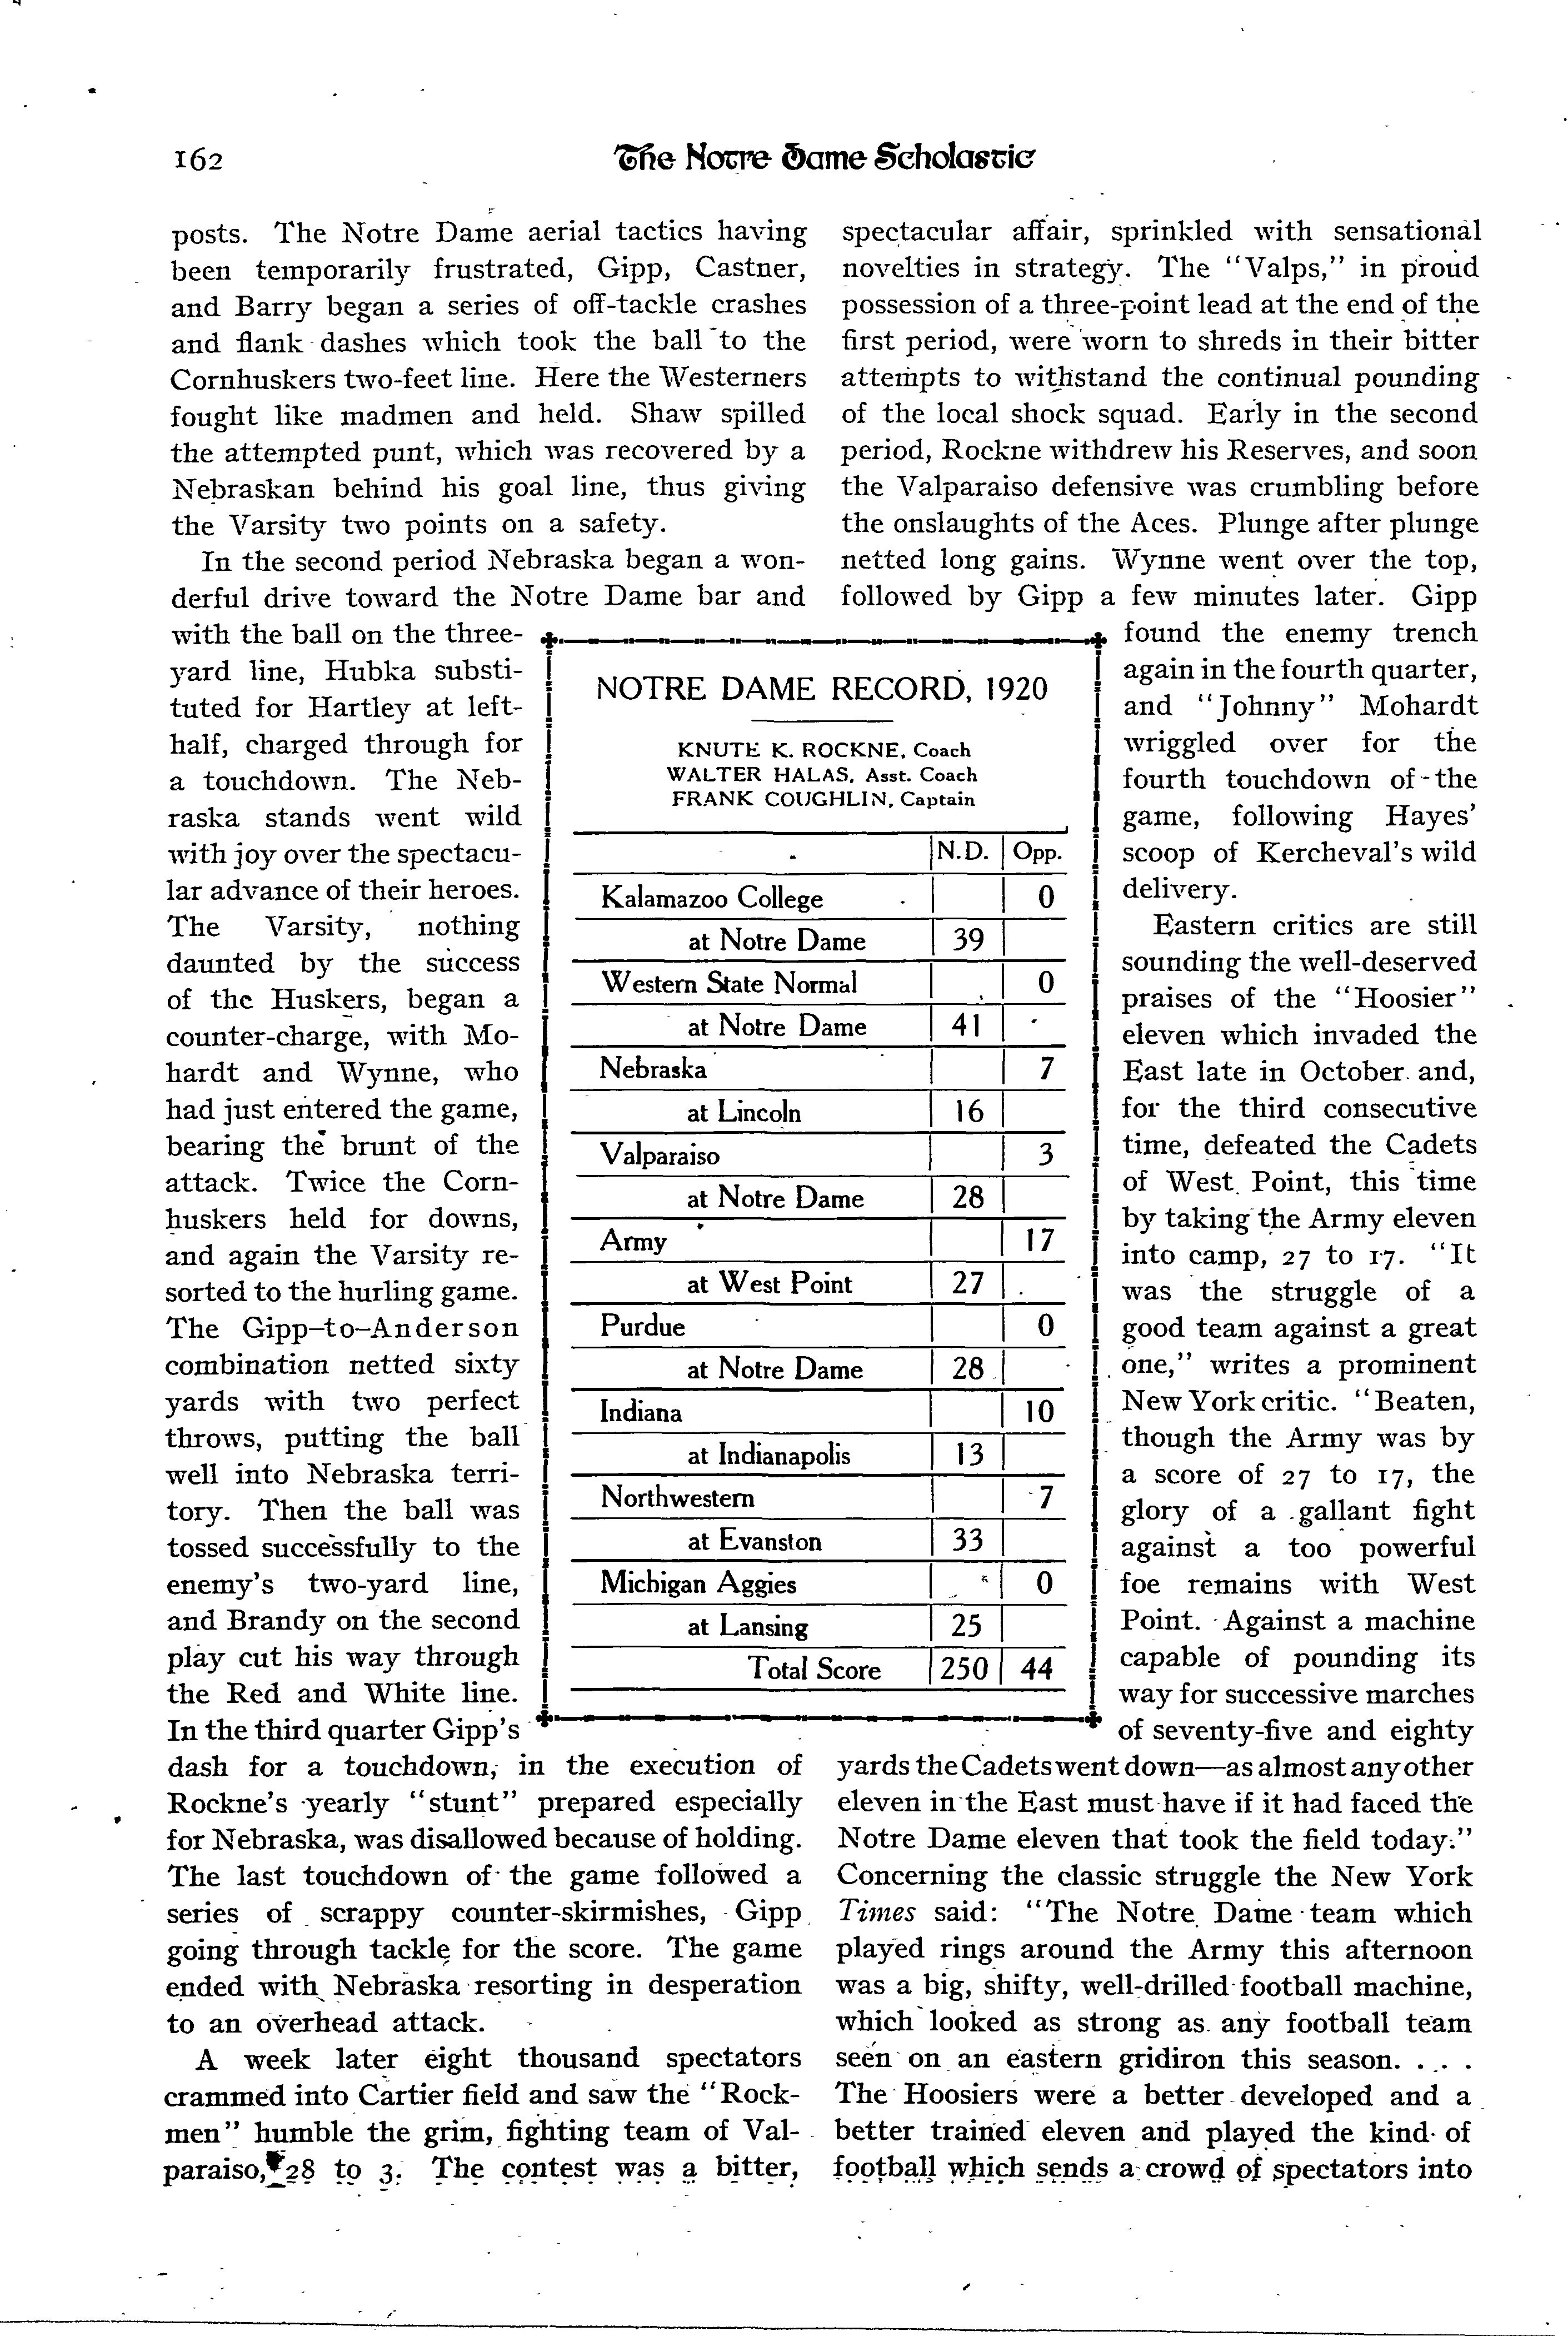 162
The Notre Dame Scholastic
posts. The Notre Dame aerial tactics having
been temporarily frustrated, Gipp, Castner,
and Barry began a series of off-tackle crashes
and flank dashes which took the ball to the
Cornhuskers two-feet line. Here the Westerners
fought like madmen and held. Shaw spilled
the attempted punt, which was recovered by a
Nebraskan behind his goal line, thus giving
the Varsity two points on a safety.
In the second period Nebraska began a won-
derful drive toward the Notre Dame bar and
with the ball on the three-
yard line, Hubka substi-
tuted for Hartley at left-
half, charged through for
a touchdown. The Neb-
raska stands went wild
with joy over the spectacu-
lar advance of their heroes.
The Varsity, nothing
daunted by the success
of the Huskers, began a
counter-charge, with Mo-
hardt and Wynne, who
had just entered the game,
bearing the brunt of the
attack. Twice the Corn-
huskers held for downs,
and again the Varsity re-
sorted to the hurling game.
The Gipp–to–Anderson
combination netted sixty
yards with two perfect
throws, putting the ball
well into Nebraska terri-
tory. Then the ball was
tossed successfully to the
enemy's two-yard line,
and Brandy on the second
play cut his way through
the Red and White line.
In the third quarter Gipp's
dash for a touchdown, in the execution of
Rockne's yearly "stunt" prepared especially
for Nebraska, was disallowed because of holding.
The last touchdown of the game followed a
series of scrappy counter-skirmishes, Gipp
going through tackle for the score. The game
ended with Nebraska resorting in desperation
to an overhead attack.
A week later eight thousand spectators
crammed into Cartier field and saw the "Rock-
men" humble the grim, fighting team of Val-
paraiso, 28 to 3. The contest was a bitter,
NOTRE DAME RECORD, 1920
KNUTE K. ROCKNE, Coach
WALTER HALAS, Asst. Coach
FRANK COUGHLIN, Captain
N.D. Opp.
Kalamazoo College 0
at Notre Dame 39
Western State Normal 0
at Notre Dame 41
Nebraska 7
at Lincoln 16
Valparaiso 3
at Notre Dame 28
Army 17
at West Point 27
Purdue 0
at Notre Dame 28
Indiana 10
at Indianapolis 13
Northwestern 7
at Evanston 33
Michigan Aggies 0
at Lansing 25
Total Score 250 44
spectacular affair, sprinkled with sensational
novelties in strategy. The "Valps," in proud
possession of a three-point lead at the end of the
first period, were worn to shreds in their bitter
attempts to withstand the continual pounding
of the local shock squad. Early in the second
period, Rockne withdrew his Reserves, and soon
the Valparaiso defensive was crumbling before
the onslaughts of the Aces. Plunge after plunge
netted long gains. Wynne went over the top,
followed by Gipp a few minutes later. Gipp
found the enemy trench
again in the fourth quarter,
and "Johnny" Mohardt
wriggled over for the
fourth touchdown of the
game, following Hayes'
scoop of Kercheval's wild
delivery.
Eastern critics are still
sounding the well-deserved
praises of the "Hoosier"
eleven which invaded the
East late in October and,
for the third consecutive
time, defeated the Cadets
of West Point, this time
by taking the Army eleven
into camp, 27 to 17. "It
was the struggle of a
good team against a great
one," writes a prominent
New York critic. "Beaten,
though the Army was by
a score of 27 to 17, the
glory of a gallant fight
against a too powerful
foe remains with West
Point. Against a machine
capable of pounding its
way for successive marches
of seventy-five and eighty
yards the Cadets went down—as almost any other
eleven in the East must have if it had faced the
Notre Dame eleven that took the field today."
Concerning the classic struggle the New York
Times said: "The Notre Dame team which
played rings around the Army this afternoon
was a big, shifty, well-drilled football machine,
which looked as strong as any football team
seen on an eastern gridiron this season. . . .
The Hoosiers were a better developed and a
better trained eleven and played the kind of
football which sends a crowd of spectators into